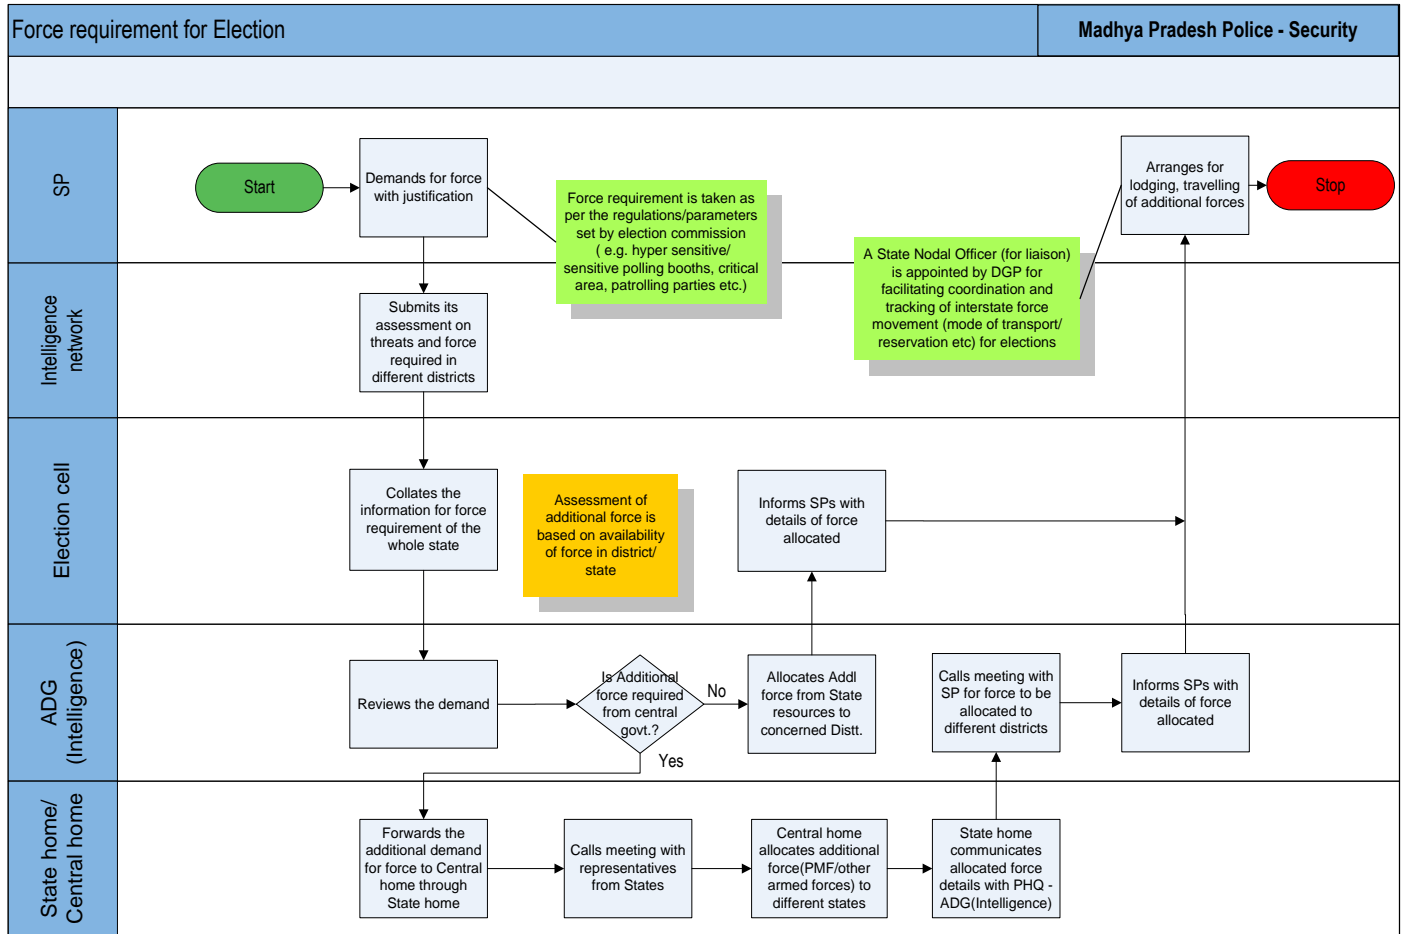 Force requirement for Election
Madhya Pradesh Police - Security
SP
Start
Demands for force
with justification
Force requirement is taken as
per the regulations/parameters
set by election commission
( e.g. hyper sensitive/
sensitive polling booths, critical
area, patrolling parties etc.)
A State Nodal Officer (for liaison)
is appointed by DGP for
facilitating coordination and
tracking of interstate force
movement (mode of transport/
reservation etc) for elections
Arranges for
lodging, travelling
of additional forces
Stop
Intelligence
network
Submits its
assessment on
threats and force
required in
different districts
Election cell
Collates the
information for force
requirement of the
whole state
Assessment of
additional force is
based on availability
of force in district/
state
Informs SPs with
details of force
allocated
ADG
(Intelligence)
Reviews the demand
Is Additional
force required
from central
govt.?
No
Yes
Allocates Addl
force from State
resources to
concerned Distt.
Calls meeting with
SP for force to be
allocated to
different districts
Informs SPs with
details of force
allocated
State home/
Central home
Forwards the
additional demand
for force to Central
home through
State home
Calls meeting with
representatives
from States
Central home
allocates additional
force(PMF/other
armed forces) to
different states
State home
communicates
allocated force
details with PHQ -
ADG(Intelligence)